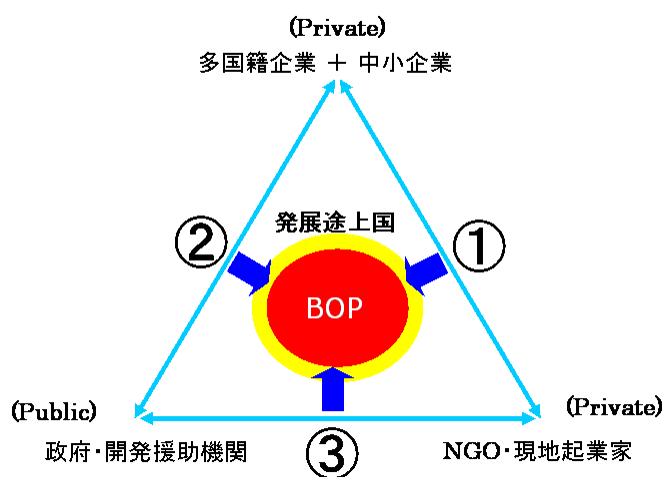 (Private)
多国籍企業 + 中小企業
発展途上国
②
①
BOP
(Public)
(Private)
政府・開発援助機関
NGO・現地起業家
③